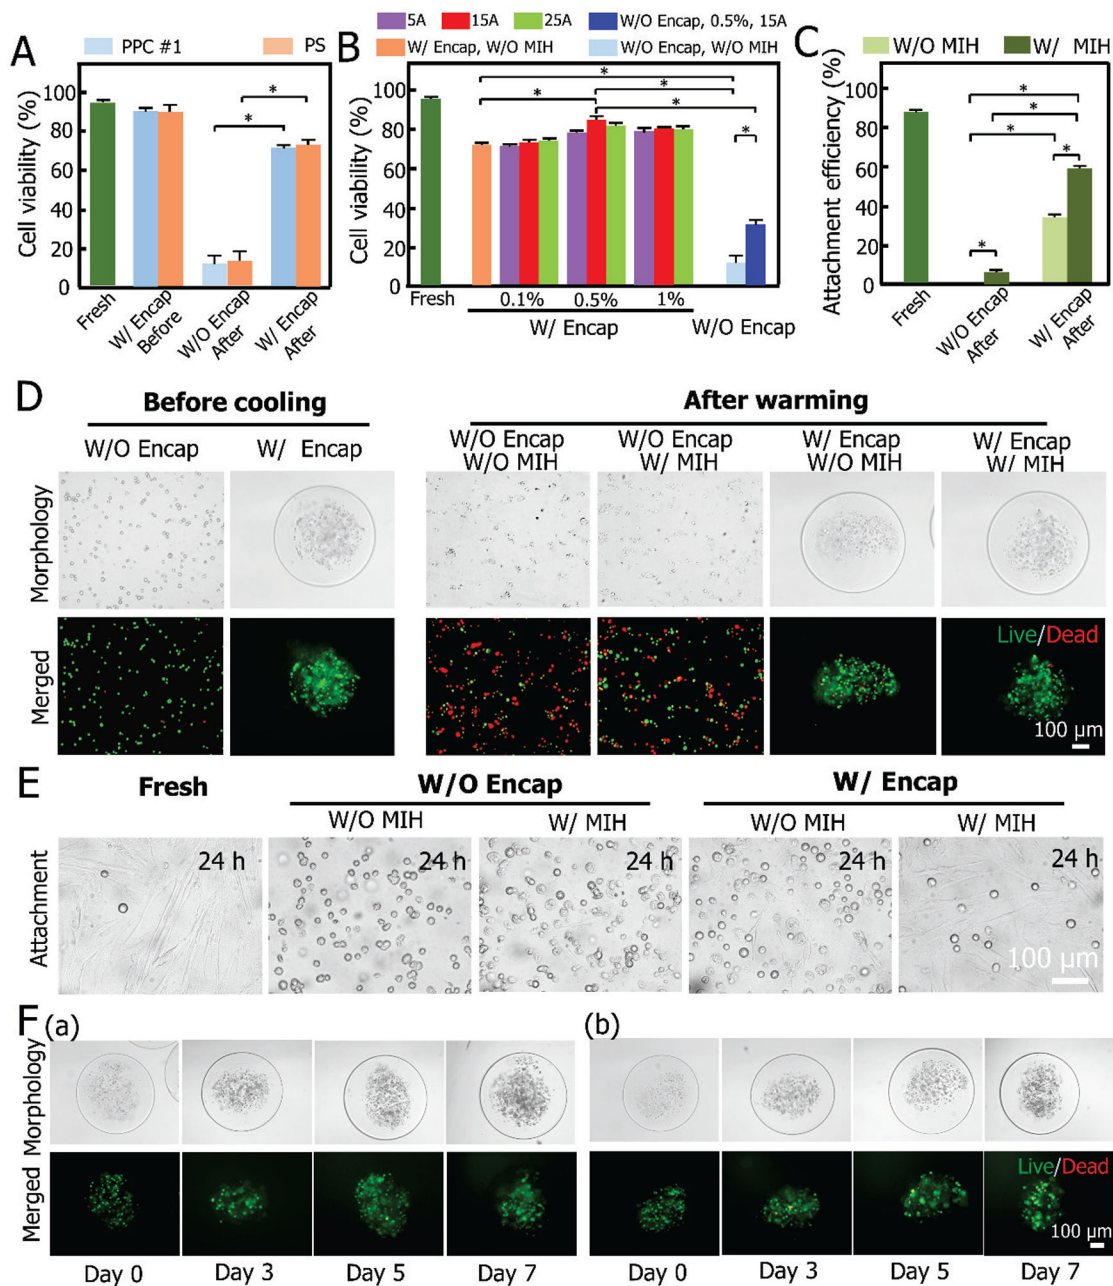 A
PPC #1
PS
Cell viability (%)
100
80
60
40
20
0
*
*
Fresh
W/ Encap
Before
W/O Encap
After
W/ Encap
After
B
5A
15A
25A
W/O Encap, 0.5%, 15A
W/ Encap, W/O MIH
W/O Encap, W/O MIH
Cell viability (%)
100
80
60
40
20
0
*
*
*
*
*
Fresh
0.1%
0.5%
1%
W/ Encap
W/O Encap
C
W/O MIH
W/ MIH
Attachment efficiency (%)
100
80
60
40
20
0
*
*
*
*
*
Fresh
W/O Encap
After
W/ Encap
After
D
Before cooling
After warming
W/O Encap
W/ Encap
W/O Encap
W/O MIH
W/O Encap
W/ MIH
W/ Encap
W/O MIH
W/ Encap
W/ MIH
Morphology
Merged
Live/Dead
100 µm
E
Fresh
W/O Encap
W/ Encap
W/O MIH
W/ MIH
W/O MIH
W/ MIH
Attachment
24 h
24 h
24 h
24 h
24 h
100 µm
F
(a)
(b)
Morphology
Merged
Live/Dead
100 µm
Day 0
Day 3
Day 5
Day 7
Day 0
Day 3
Day 5
Day 7